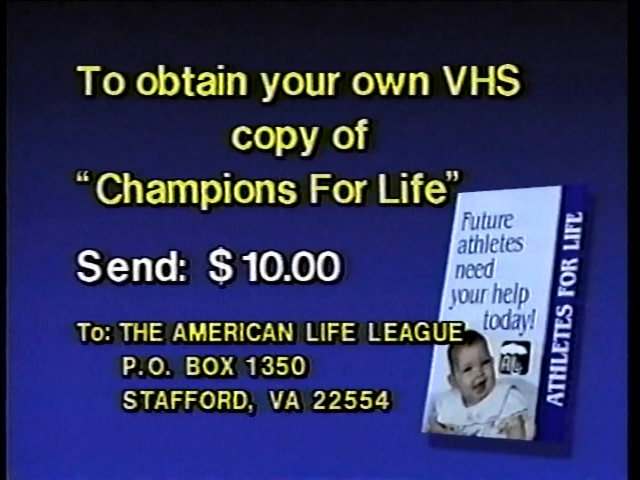 To obtain your own VHS
copy of
“Champions For Life”
Send: $10.00
To: THE AMERICAN LIFE LEAGUE
P.O. BOX 1350
STAFFORD, VA 22554
Future
athletes
need
your help
today!
ATHLETES FOR LIFE